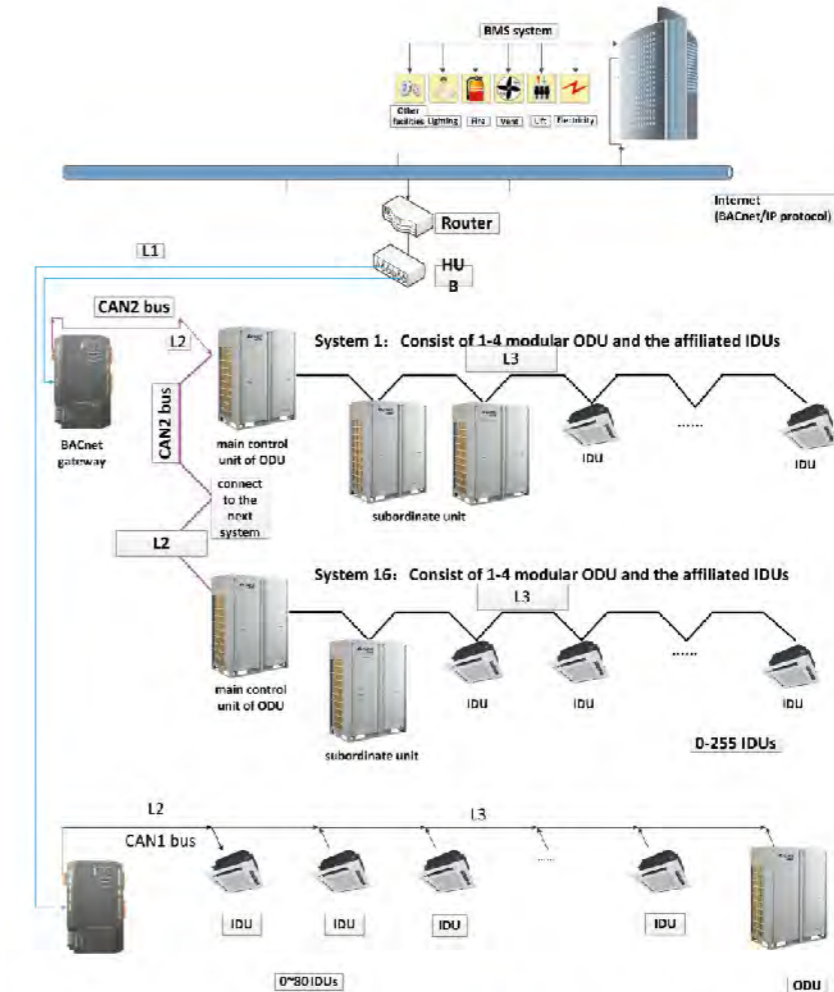 BMS system
Other
facilities
Lighting
Fire
Vent
Lift
Electricity
Internet
(BACnet/IP protocol)
Router
L1
HU
B
CAN2 bus
L2
System 1: Consist of 1-4 modular ODU and the affiliated IDUs
L3
CAN2 bus
BACnet
gateway
main control
unit of ODU
IDU
......
IDU
connect
to the
next
system
subordinate unit
L2
System 16: Consist of 1-4 modular ODU and the affiliated IDUs
L3
main control
unit of ODU
IDU
IDU
......
IDU
subordinate unit
0-255 IDUs
L2
L3
CAN1 bus
......
IDU
IDU
IDU
IDU
0~80IDUs
ODU